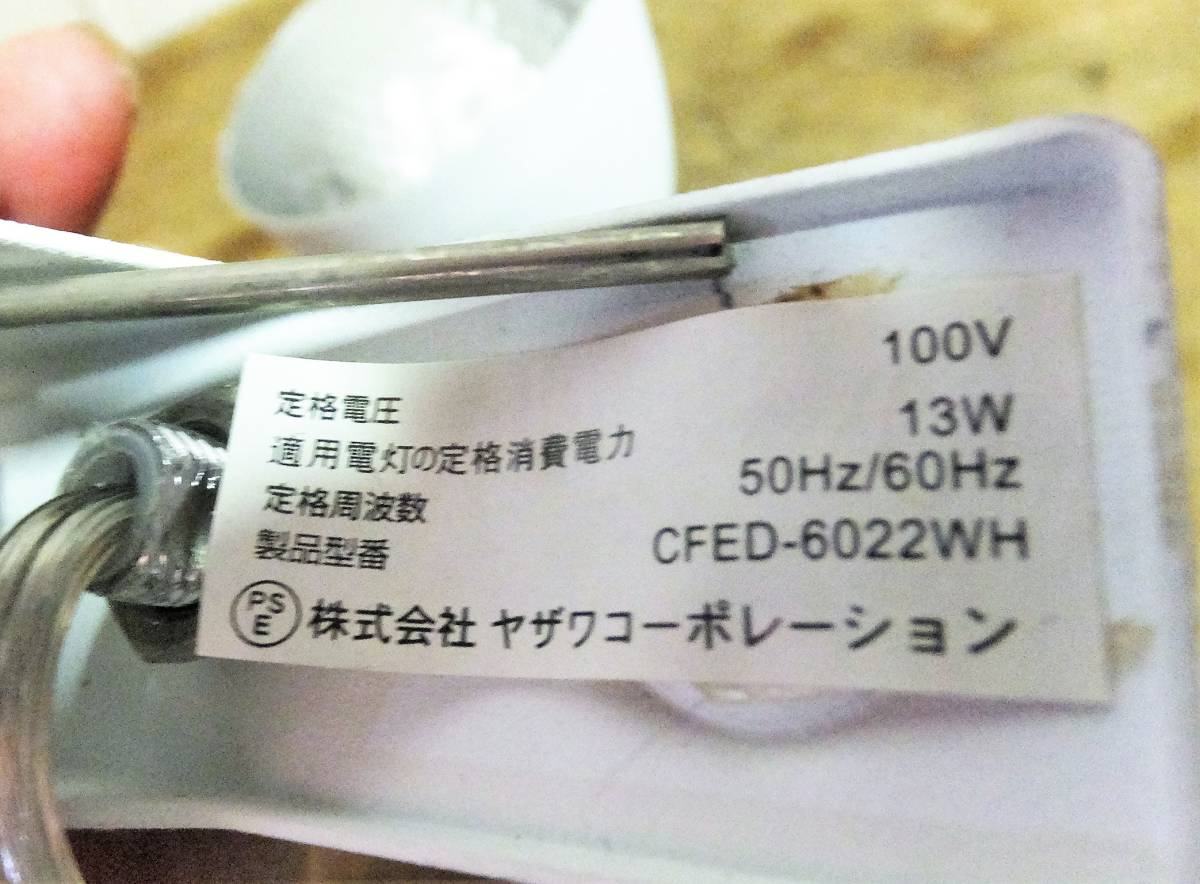 定格電圧 100V
適用電灯の定格消費電力 13W
定格周波数 50Hz/60Hz
製品型番 CFED-6022WH
PS
E 株式会社 ヤザワコーポレーション